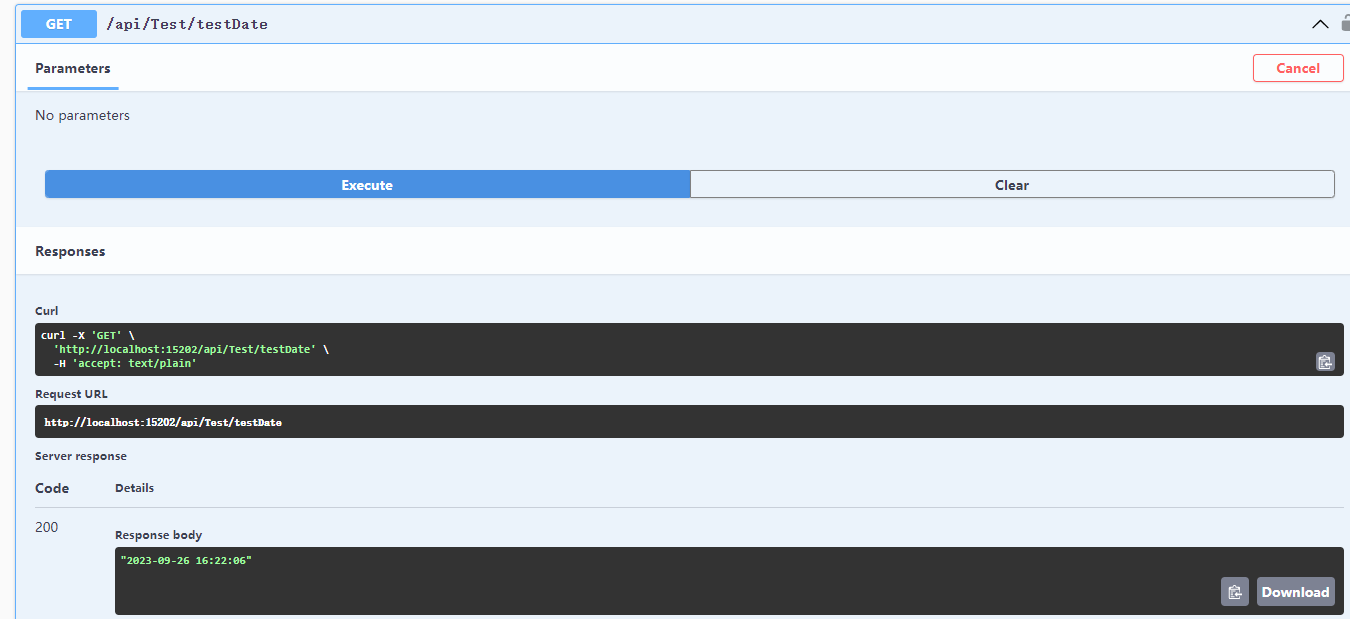 GET /api/Test/testDate
Parameters
Cancel
No parameters
Execute
Clear
Responses
Curl
curl -X 'GET' \
'http://localhost:15202/api/Test/testDate' \
-H 'accept: text/plain'
Request URL
http://localhost:15202/api/Test/testDate
Server response
Code Details
200
Response body
"2023-09-26 16:22:06"
Download